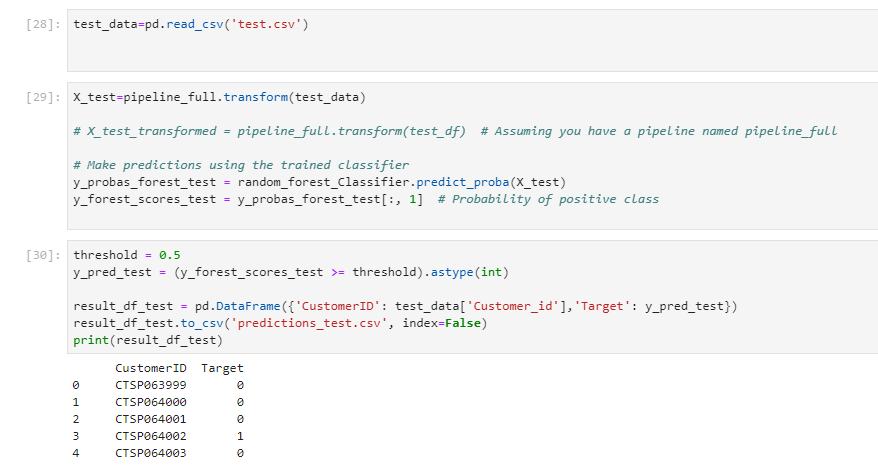 [28]: test_data=pd.read_csv('test.csv')
[29]: X_test=pipeline_full.transform(test_data)
# X_test_transformed = pipeline_full.transform(test_df)  # Assuming you have a pipeline named pipeline_full
# Make predictions using the trained classifier
y_probas_forest_test = random_forest_Classifier.predict_proba(X_test)
y_forest_scores_test = y_probas_forest_test[:, 1]  # Probability of positive class
[30]: threshold = 0.5
y_pred_test = (y_forest_scores_test >= threshold).astype(int)
result_df_test = pd.DataFrame({'CustomerID': test_data['Customer_id'],'Target': y_pred_test})
result_df_test.to_csv('predictions_test.csv', index=False)
print(result_df_test)
CustomerID  Target
0     CTSP063999       0
1     CTSP064000       0
2     CTSP064001       0
3     CTSP064002       1
4     CTSP064003       0